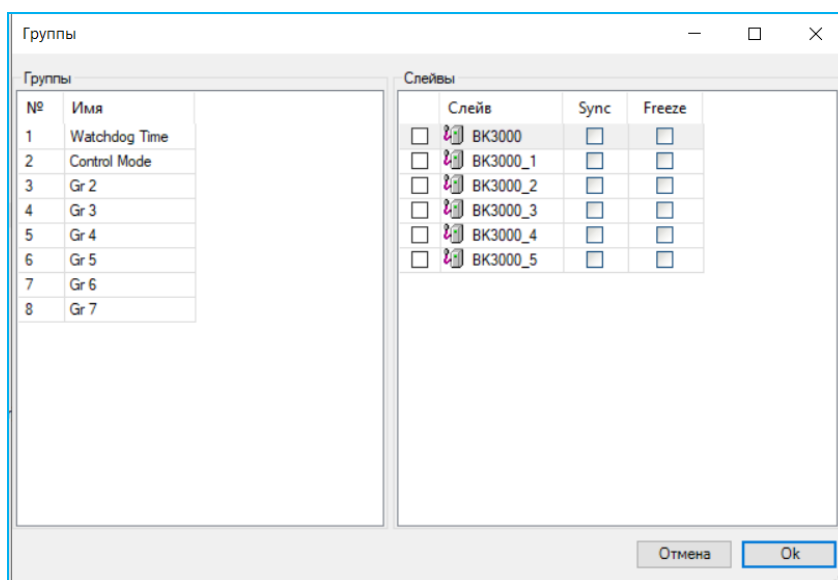 Группы
Группы
№ Имя
1 Watchdog Time
2 Control Mode
3 Gr 2
4 Gr 3
5 Gr 4
6 Gr 5
7 Gr 6
8 Gr 7
Слейвы
Слейв Sync Freeze
BK3000
BK3000_1
BK3000_2
BK3000_3
BK3000_4
BK3000_5
Отмена Ok